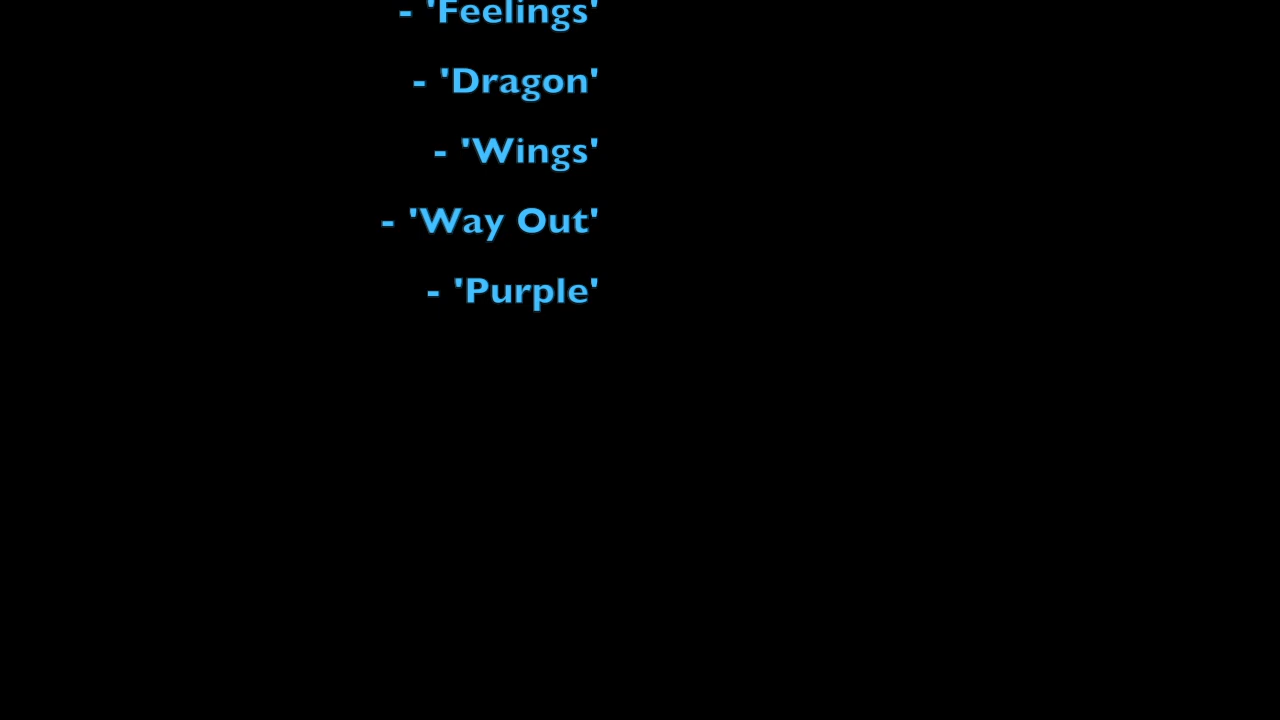 - 'Feelings'
- 'Dragon'
- 'Wings'
- 'Way Out'
- 'Purple'